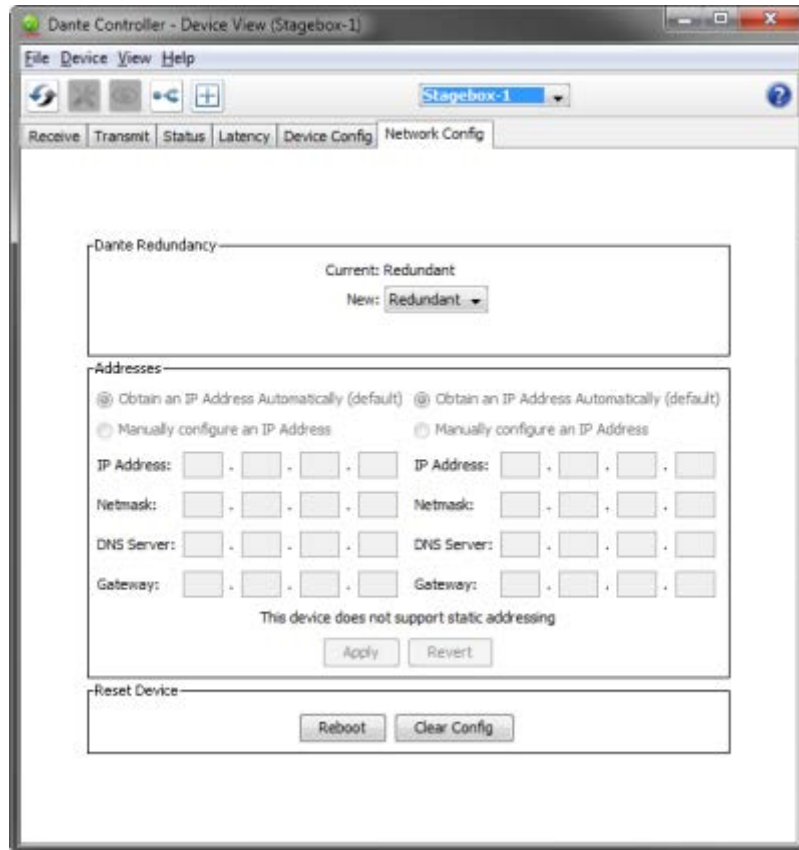 Dante Controller - Device View (Stagebox-1)
File Device View Help
Stagebox-1
Receive Transmit Status Latency Device Config Network Config
Dante Redundancy
Current: Redundant
New: Redundant
Addresses
Obtain an IP Address Automatically (default) Obtain an IP Address Automatically (default)
Manually configure an IP Address Manually configure an IP Address
IP Address: . . . IP Address: . . .
Netmask: . . . Netmask: . . .
DNS Server: . . . DNS Server: . . .
Gateway: . . . Gateway: . . .
This device does not support static addressing
Apply Revert
Reset Device
Reboot Clear Config